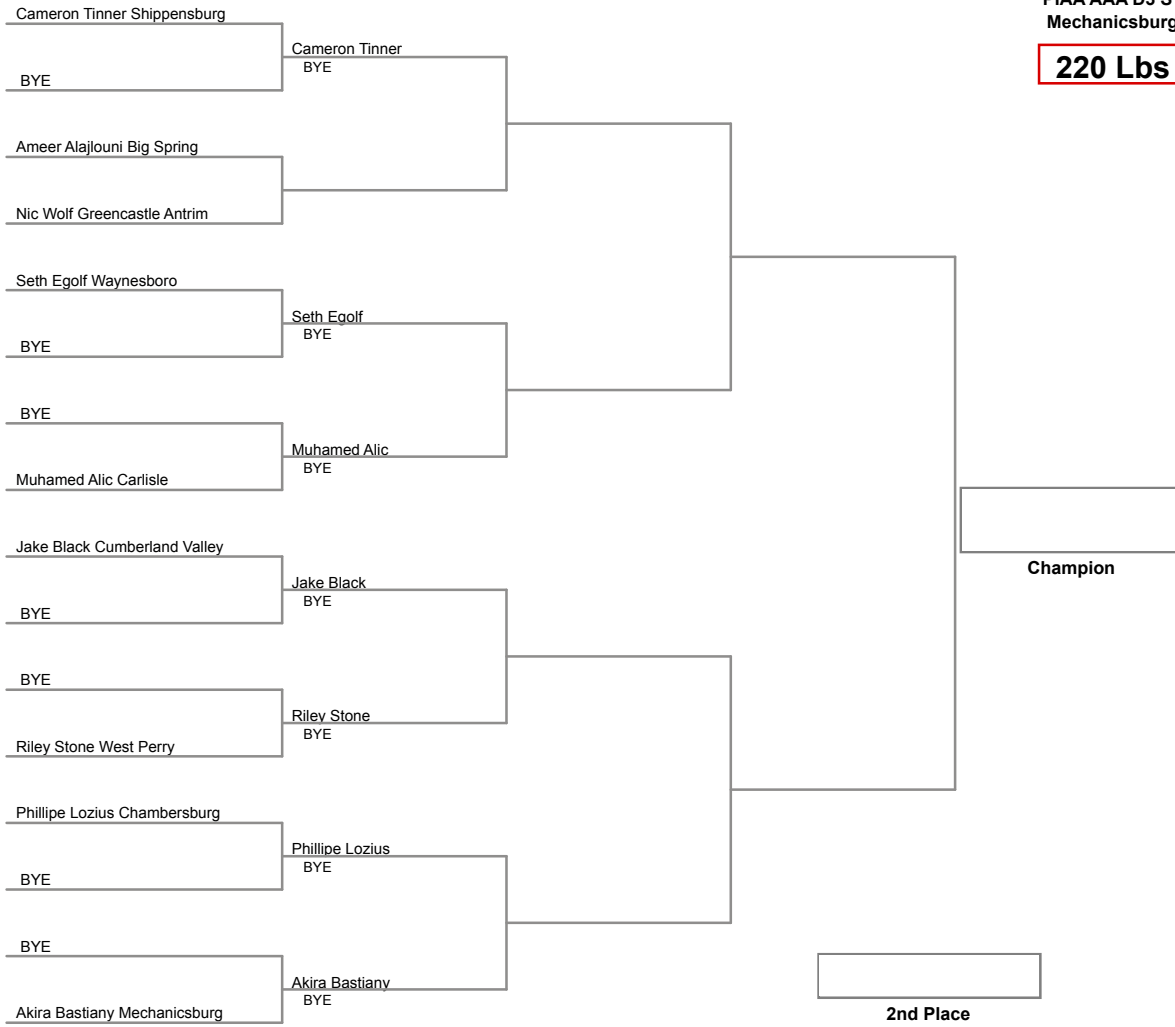 Cameron Tinner Shippensburg
BYE
Ameer Alajlouni Big Spring
Nic Wolf Greencastle Antrim
Seth Egolf Waynesboro
BYE
BYE
Muhamed Alic Carlisle
Jake Black Cumberland Valley
BYE
BYE
Riley Stone West Perry
Phillipe Lozius Chambersburg
BYE
BYE
Akira Bastiany Mechanicsburg
Cameron Tinner
BYE
Seth Egolf
BYE
Muhamed Alic
BYE
Jake Black
BYE
Riley Stone
BYE
Phillipe Lozius
BYE
Akira Bastiany
BYE
PIAA AAA D3 S
Mechanicsburg
220 Lbs
Champion
2nd Place